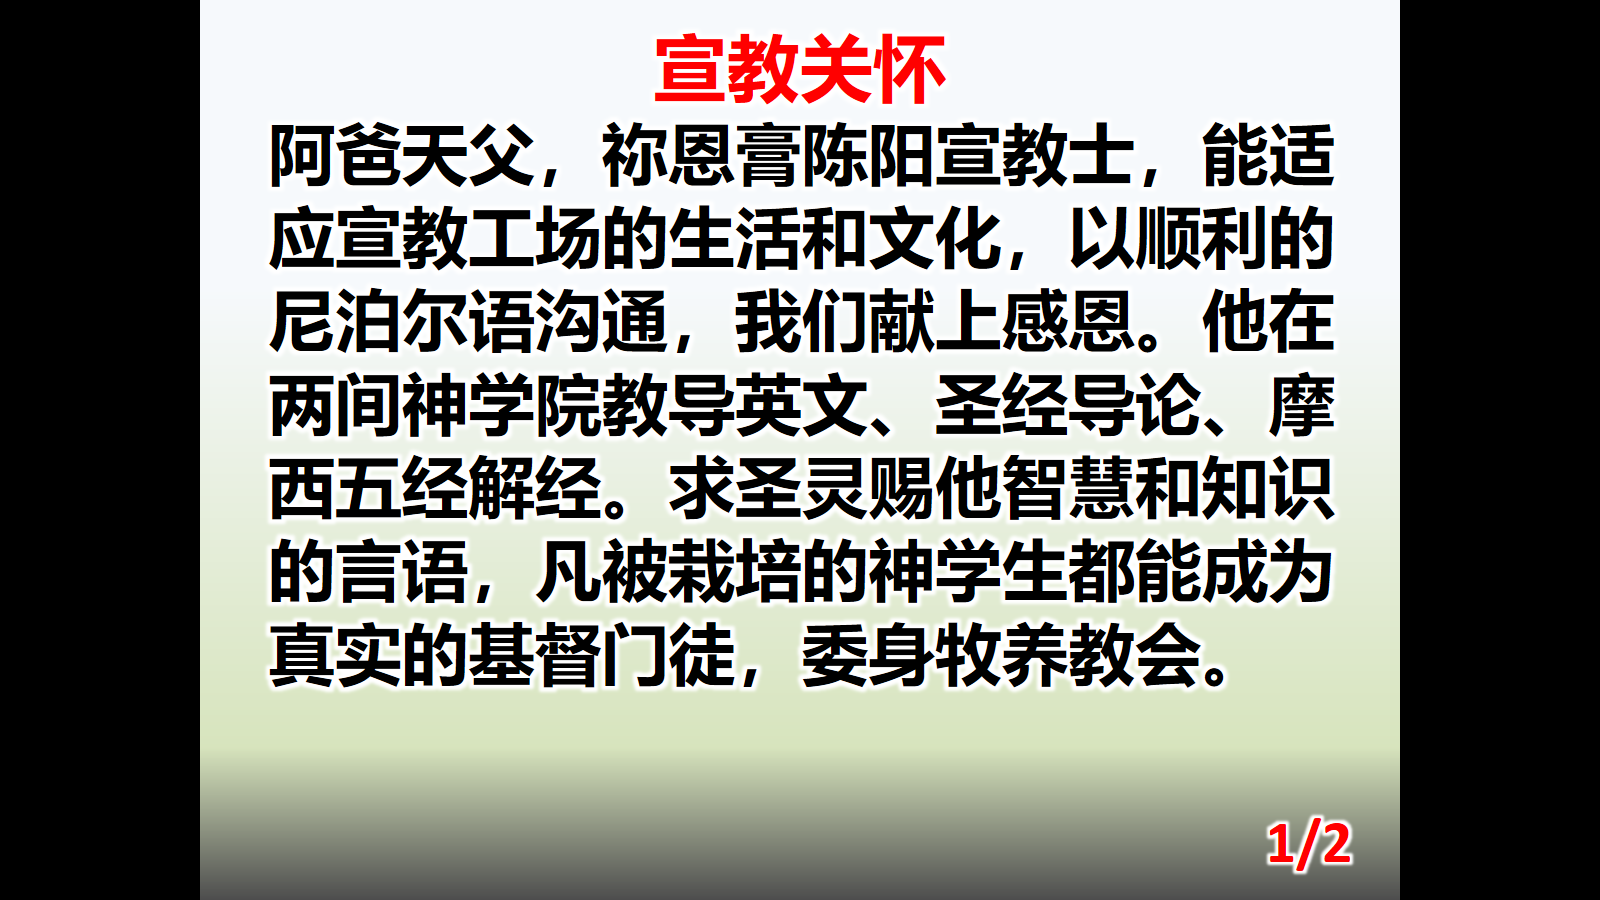 宣教关怀
阿爸天父，祢恩膏陈阳宣教士，能适
应宣教工场的生活和文化，以顺利的
尼泊尔语沟通，我们献上感恩。他在
两间神学院教导英文、圣经导论、摩
西五经解经。求圣灵赐他智慧和知识
的言语，凡被栽培的神学生都能成为
真实的基督门徒，委身牧养教会。
1/2